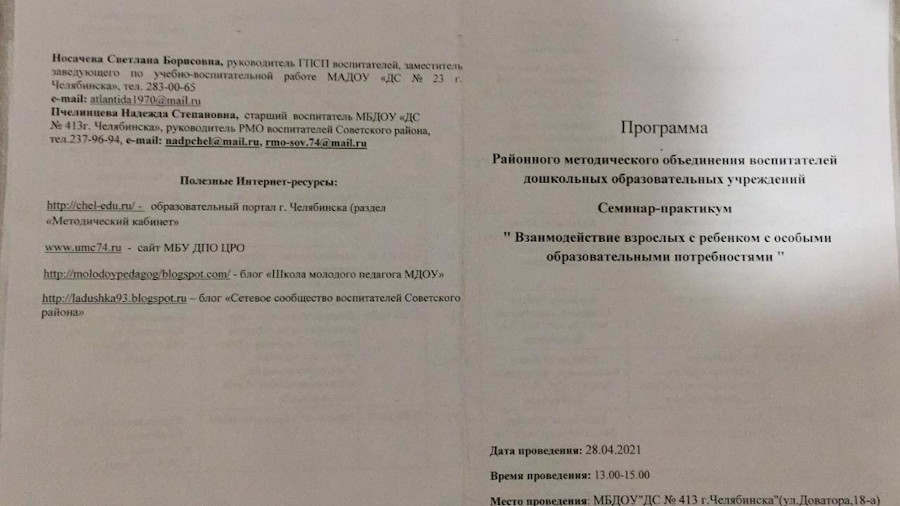 Носачева Светлана Борисовна, руководитель ГПСП воспитателей, заместитель
заведующего по учебно-воспитательной работе МАДОУ «ДС № 23 г.
Челябинска», тел. 283-00-65
e-mail: atlantida1970@mail.ru
Пчелинцева Надежда Степановна, старший воспитатель МБДОУ «ДС
№ 413г. Челябинска», руководитель РМО воспитателей Советского района,
тел.237-96-94, e-mail: nadpchel@mail.ru, rmo-sov.74@mail.ru
Полезные Интернет-ресурсы:
http://chel-edu.ru/ - образовательный портал г. Челябинска (раздел
«Методический кабинет»
www.umc74.ru - сайт МБУ ДПО ЦРО
http://molodoypedagog/blogspot.com/ - блог «Школа молодого педагога МДОУ»
http://ladushka93.blogspot.ru – блог «Сетевое сообщество воспитателей Советского
района»
Программа
Районного методического объединения воспитателей
дошкольных образовательных учреждений
Семинар-практикум
" Взаимодействие взрослых с ребенком с особыми
образовательными потребностями "
Дата проведения: 28.04.2021
Время проведения: 13.00-15.00
Место проведения: МБДОУ"ДС № 413 г.Челябинска"(ул.Доватора,18-а)